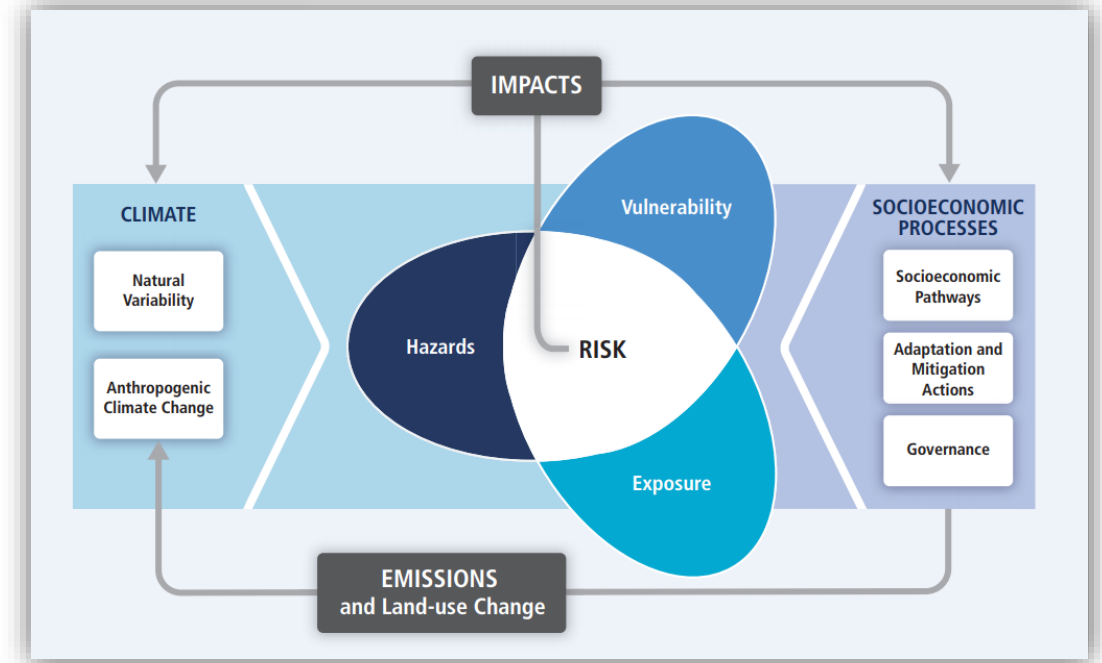 IMPACTS
CLIMATE
Natural
Variability
Anthropogenic
Climate Change
Vulnerability
Hazards
RISK
Exposure
SOCIOECONOMIC
PROCESSES
Socioeconomic
Pathways
Adaptation and
Mitigation
Actions
Governance
EMISSIONS
and Land-use Change